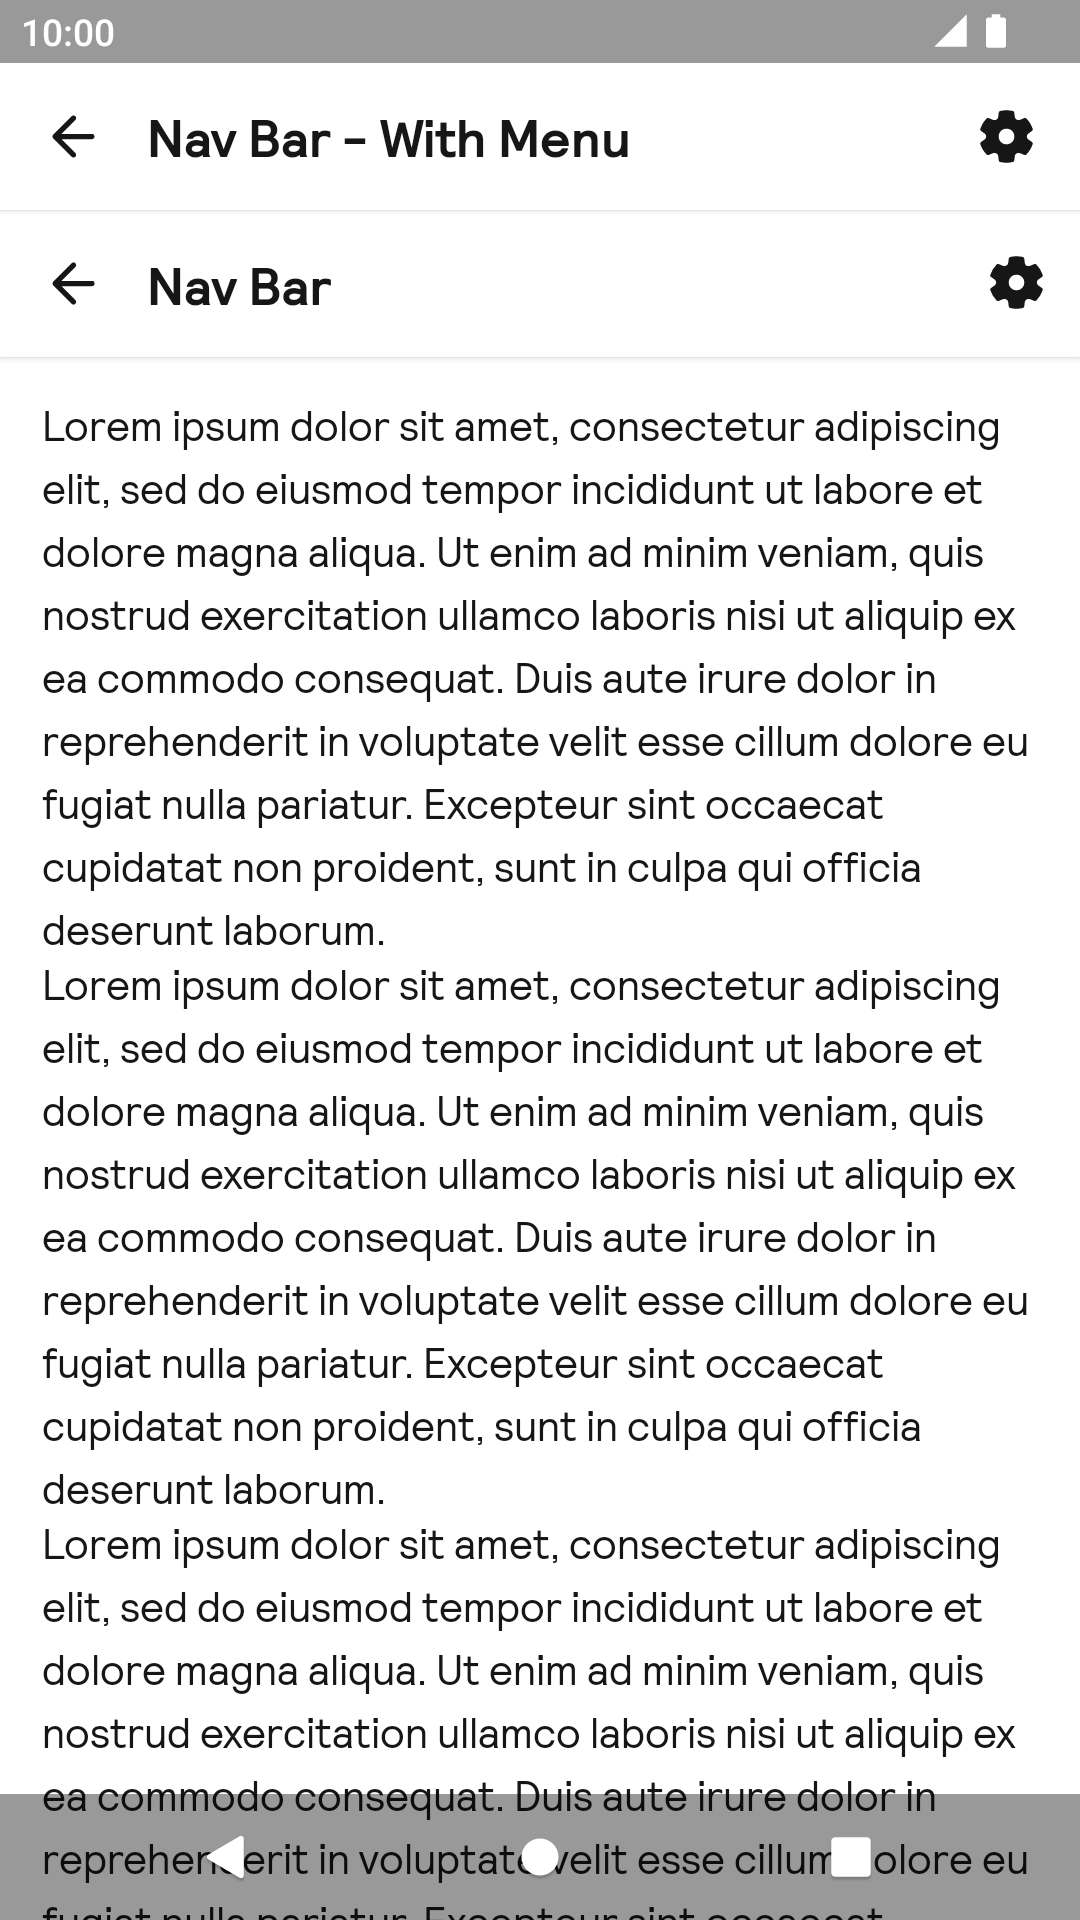 10:00
Nav Bar - With Menu
Nav Bar
Lorem ipsum dolor sit amet, consectetur adipiscing
elit, sed do eiusmod tempor incididunt ut labore et
dolore magna aliqua. Ut enim ad minim veniam, quis
nostrud exercitation ullamco laboris nisi ut aliquip ex
ea commodo consequat. Duis aute irure dolor in
reprehenderit in voluptate velit esse cillum dolore eu
fugiat nulla pariatur. Excepteur sint occaecat
cupidatat non proident, sunt in culpa qui officia
deserunt laborum.
Lorem ipsum dolor sit amet, consectetur adipiscing
elit, sed do eiusmod tempor incididunt ut labore et
dolore magna aliqua. Ut enim ad minim veniam, quis
nostrud exercitation ullamco laboris nisi ut aliquip ex
ea commodo consequat. Duis aute irure dolor in
reprehenderit in voluptate velit esse cillum dolore eu
fugiat nulla pariatur. Excepteur sint occaecat
cupidatat non proident, sunt in culpa qui officia
deserunt laborum.
Lorem ipsum dolor sit amet, consectetur adipiscing
elit, sed do eiusmod tempor incididunt ut labore et
dolore magna aliqua. Ut enim ad minim veniam, quis
nostrud exercitation ullamco laboris nisi ut aliquip ex
ea commodo consequat. Duis aute irure dolor in
reprehenderit in voluptate velit esse cillum dolore eu
fugiat nulla pariatur. Excepteur sint occaecat